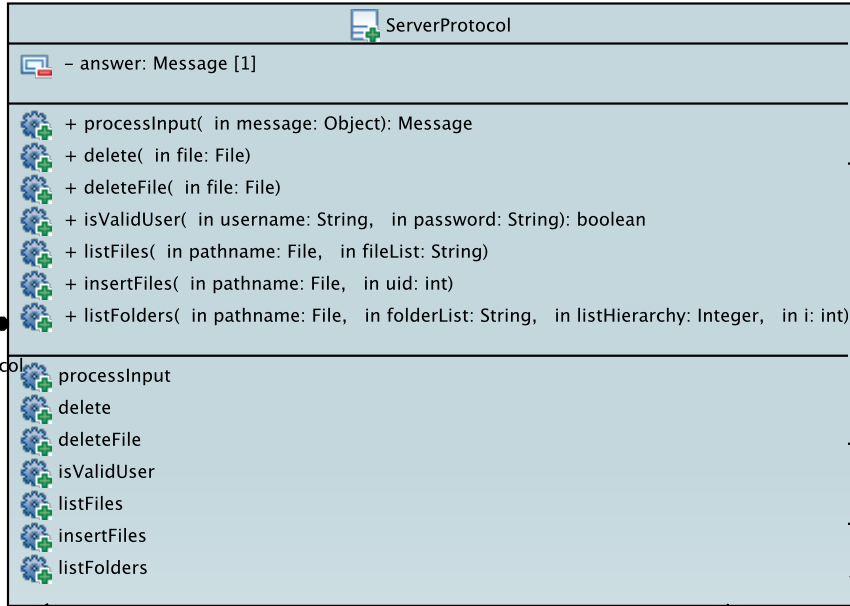 ServerProtocol
– answer: Message [1]
+ processInput(  in message: Object): Message
+ delete(  in file: File)
+ deleteFile(  in file: File)
+ isValidUser(  in username: String,   in password: String): boolean
+ listFiles(  in pathname: File,   in fileList: String)
+ insertFiles(  in pathname: File,   in uid: int)
+ listFolders(  in pathname: File,   in folderList: String,   in listHierarchy: Integer,   in i: int)
col
processInput
delete
deleteFile
isValidUser
listFiles
insertFiles
listFolders